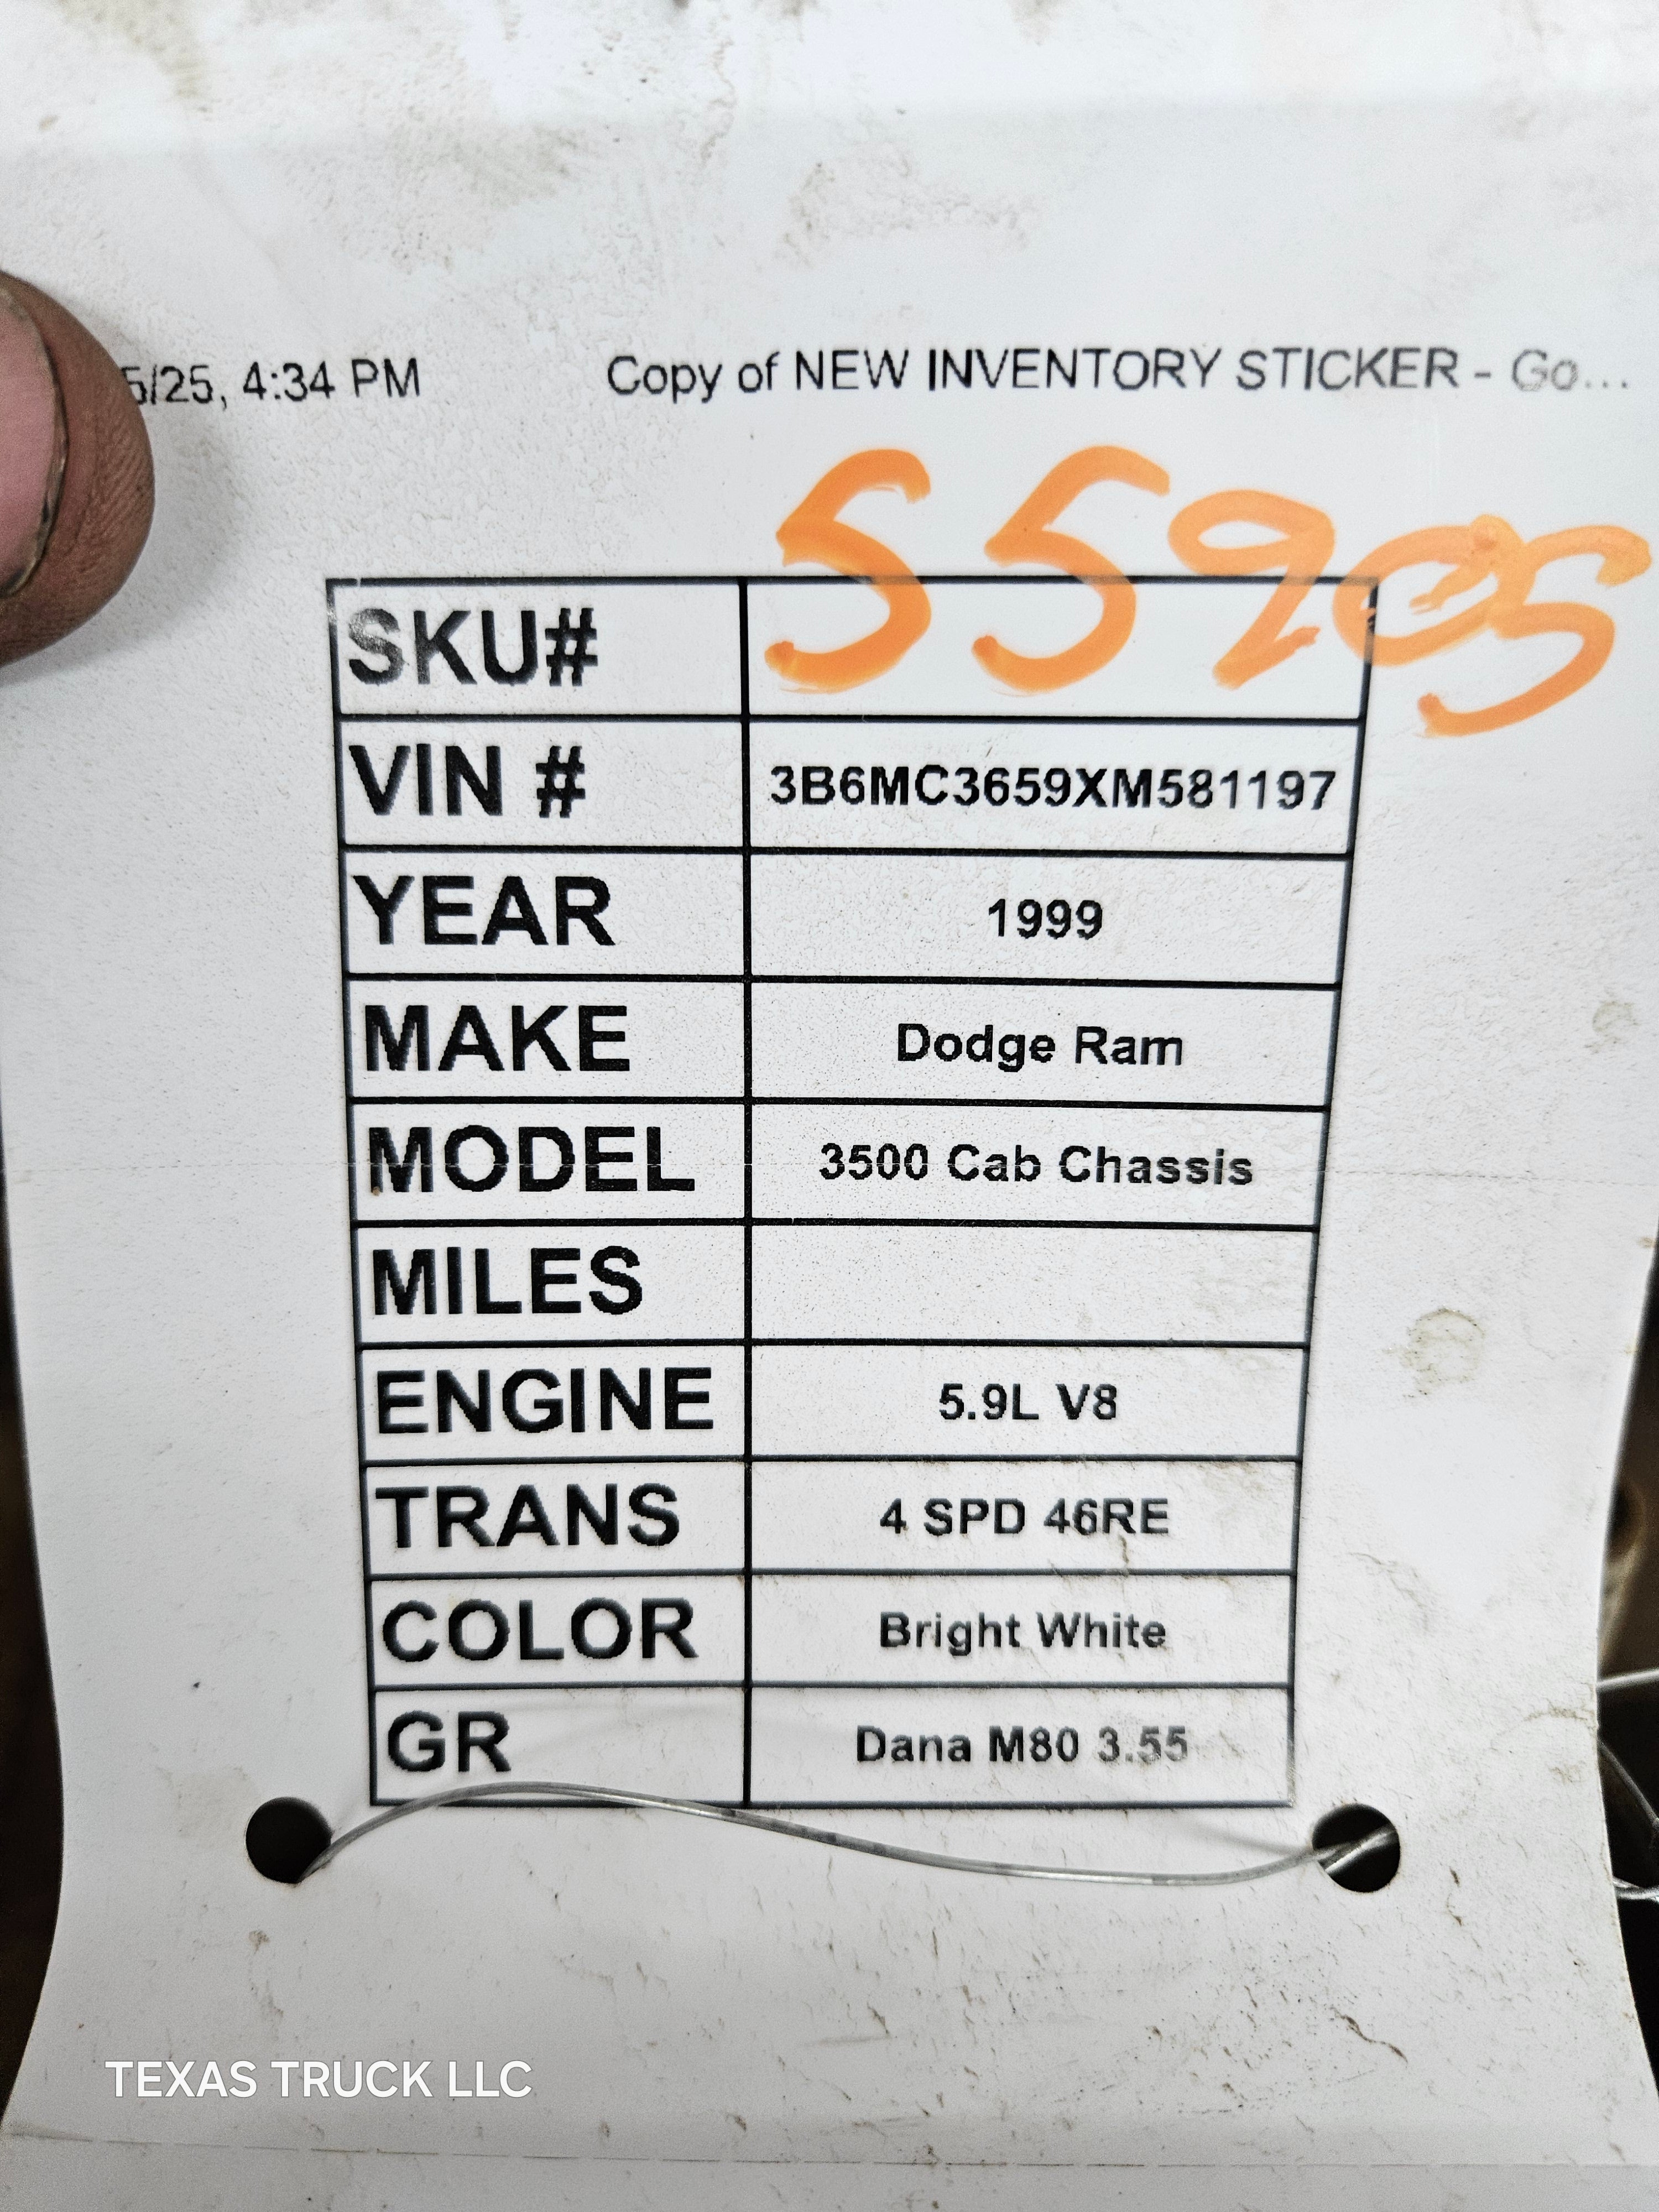 5/25, 4:34 PM Copy of NEW INVENTORY STICKER - Go...
55905
SKU#
VIN # 3B6MC3659XM581197
YEAR 1999
MAKE Dodge Ram
MODEL 3500 Cab Chassis
MILES
ENGINE 5.9L V8
TRANS 4 SPD 46RE
COLOR Bright White
GR Dana M80 3.55
TEXAS TRUCK LLC